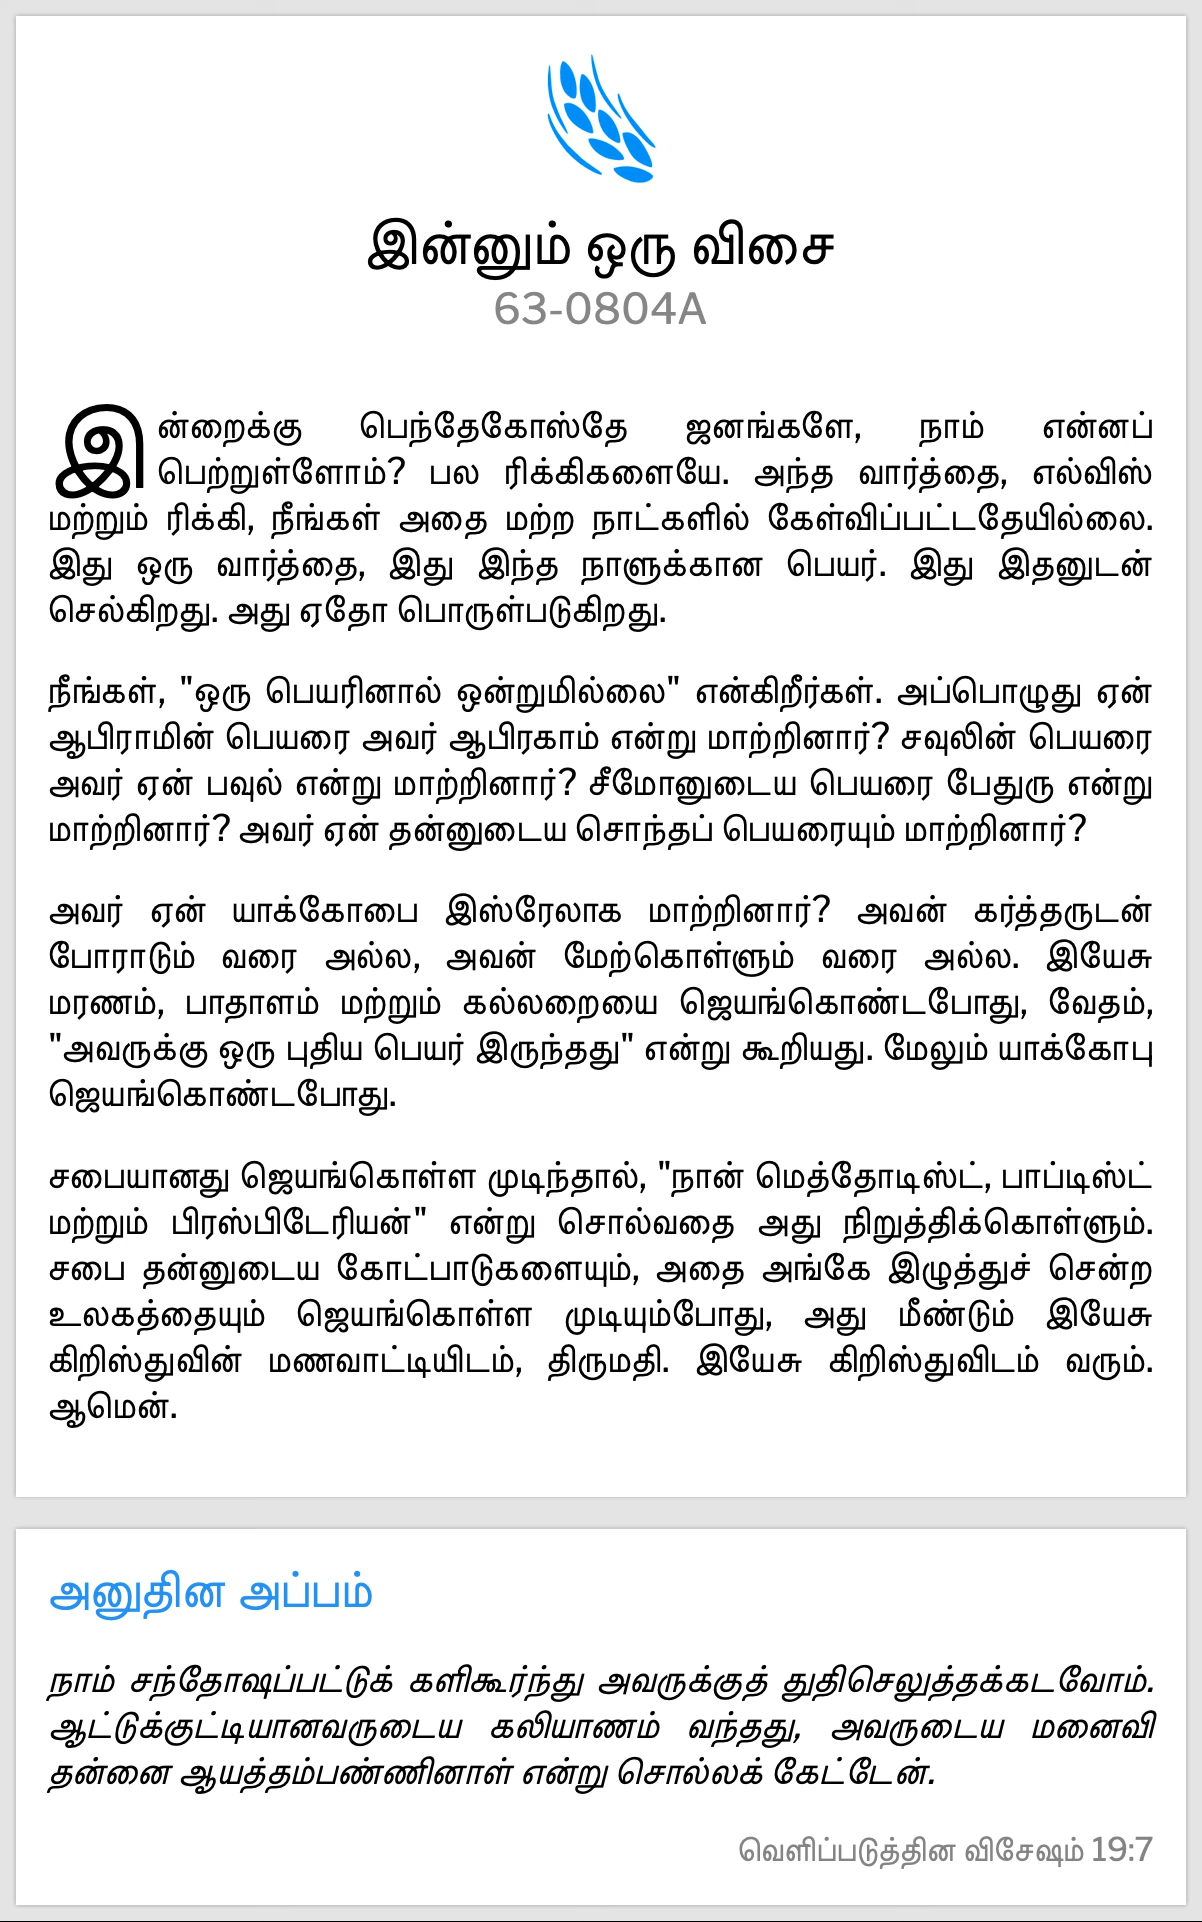 இன்னும் ஒரு விசை
63-0804A
இன்றைக்கு பெந்தேகோஸ்தே ஜனங்களே, நாம் என்னப்
பெற்றுள்ளோம்? பல ரிக்கிகளையே. அந்த வார்த்தை, எல்விஸ்
மற்றும் ரிக்கி, நீங்கள் அதை மற்ற நாட்களில் கேள்விப்பட்டதேயில்லை.
இது ஒரு வார்த்தை, இது இந்த நாளுக்கான பெயர். இது இதனுடன்
செல்கிறது. அது ஏதோ பொருள்படுகிறது.
நீங்கள், "ஒரு பெயரினால் ஒன்றுமில்லை" என்கிறீர்கள். அப்பொழுது ஏன்
ஆபிராமின் பெயரை அவர் ஆபிரகாம் என்று மாற்றினார்? சவுலின் பெயரை
அவர் ஏன் பவுல் என்று மாற்றினார்? சீமோனுடைய பெயரை பேதுரு என்று
மாற்றினார்? அவர் ஏன் தன்னுடைய சொந்தப் பெயரையும் மாற்றினார்?
அவர் ஏன் யாக்கோபை இஸ்ரேலாக மாற்றினார்? அவன் கர்த்தருடன்
போராடும் வரை அல்ல, அவன் மேற்கொள்ளும் வரை அல்ல. இயேசு
மரணம், பாதாளம் மற்றும் கல்லறையை ஜெயங்கொண்டபோது, வேதம்,
"அவருக்கு ஒரு புதிய பெயர் இருந்தது" என்று கூறியது. மேலும் யாக்கோபு
ஜெயங்கொண்டபோது.
சபையானது ஜெயங்கொள்ள முடிந்தால், "நான் மெத்தோடிஸ்ட், பாப்டிஸ்ட்
மற்றும் பிரஸ்பிடேரியன்" என்று சொல்வதை அது நிறுத்திக்கொள்ளும்.
சபை தன்னுடைய கோட்பாடுகளையும், அதை அங்கே இழுத்துச் சென்ற
உலகத்தையும் ஜெயங்கொள்ள முடியும்போது, அது மீண்டும் இயேசு
கிறிஸ்துவின் மணவாட்டியிடம், திருமதி. இயேசு கிறிஸ்துவிடம் வரும்.
ஆமென்.
அனுதின அப்பம்
நாம் சந்தோஷப்பட்டுக் களிகூர்ந்து அவருக்குத் துதிசெலுத்தக்கடவோம்.
ஆட்டுக்குட்டியானவருடைய கலியாணம் வந்தது, அவருடைய மனைவி
தன்னை ஆயத்தம்பண்ணினாள் என்று சொல்லக் கேட்டேன்.
வெளிப்படுத்தின விசேஷம் 19:7